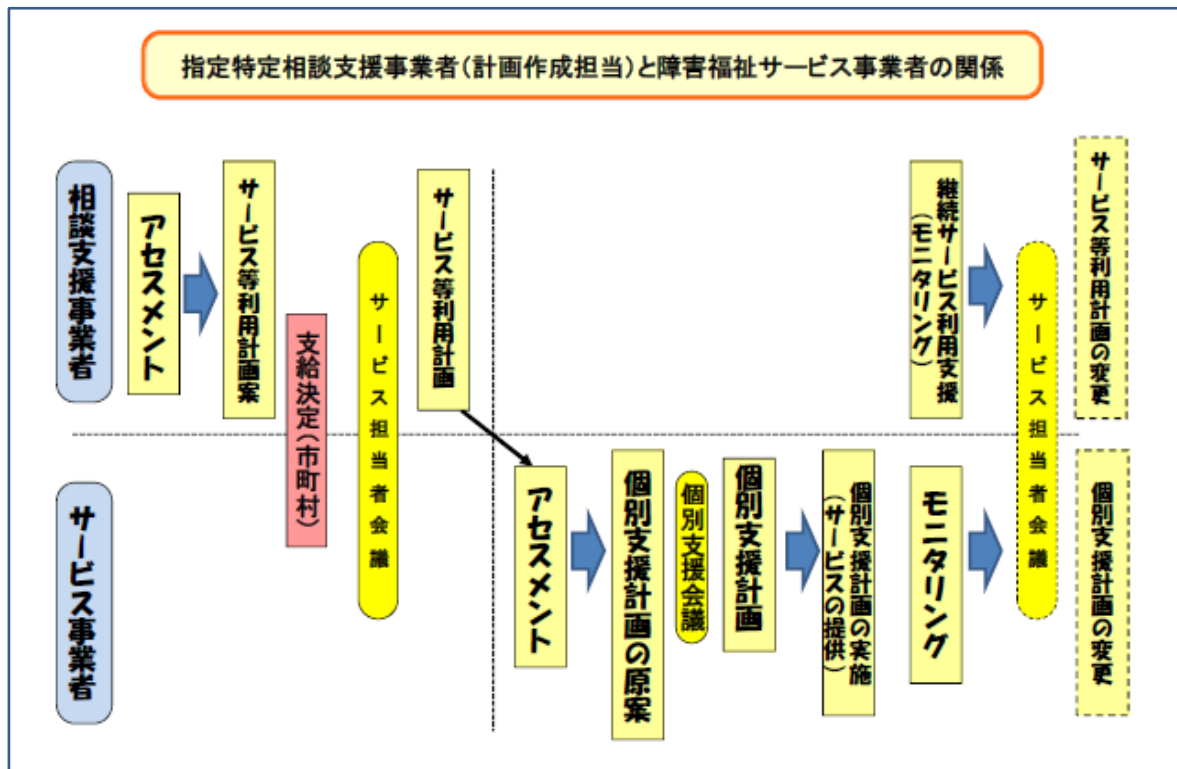 指定特定相談支援事業者(計画作成担当)と障害福祉サービス事業者の関係
相談支援事業者
アセスメント
サービス等利用計画案
支給決定(市町村)
サービス担当者会議
サービス等利用計画
継続サービス利用支援
(モニタリング)
サービス担当者会議
サービス等利用計画の変更
サービス事業者
アセスメント
個別支援計画の原案
個別支援会議
個別支援計画
個別支援計画の実施
(サービスの提供)
モニタリング
個別支援計画の変更